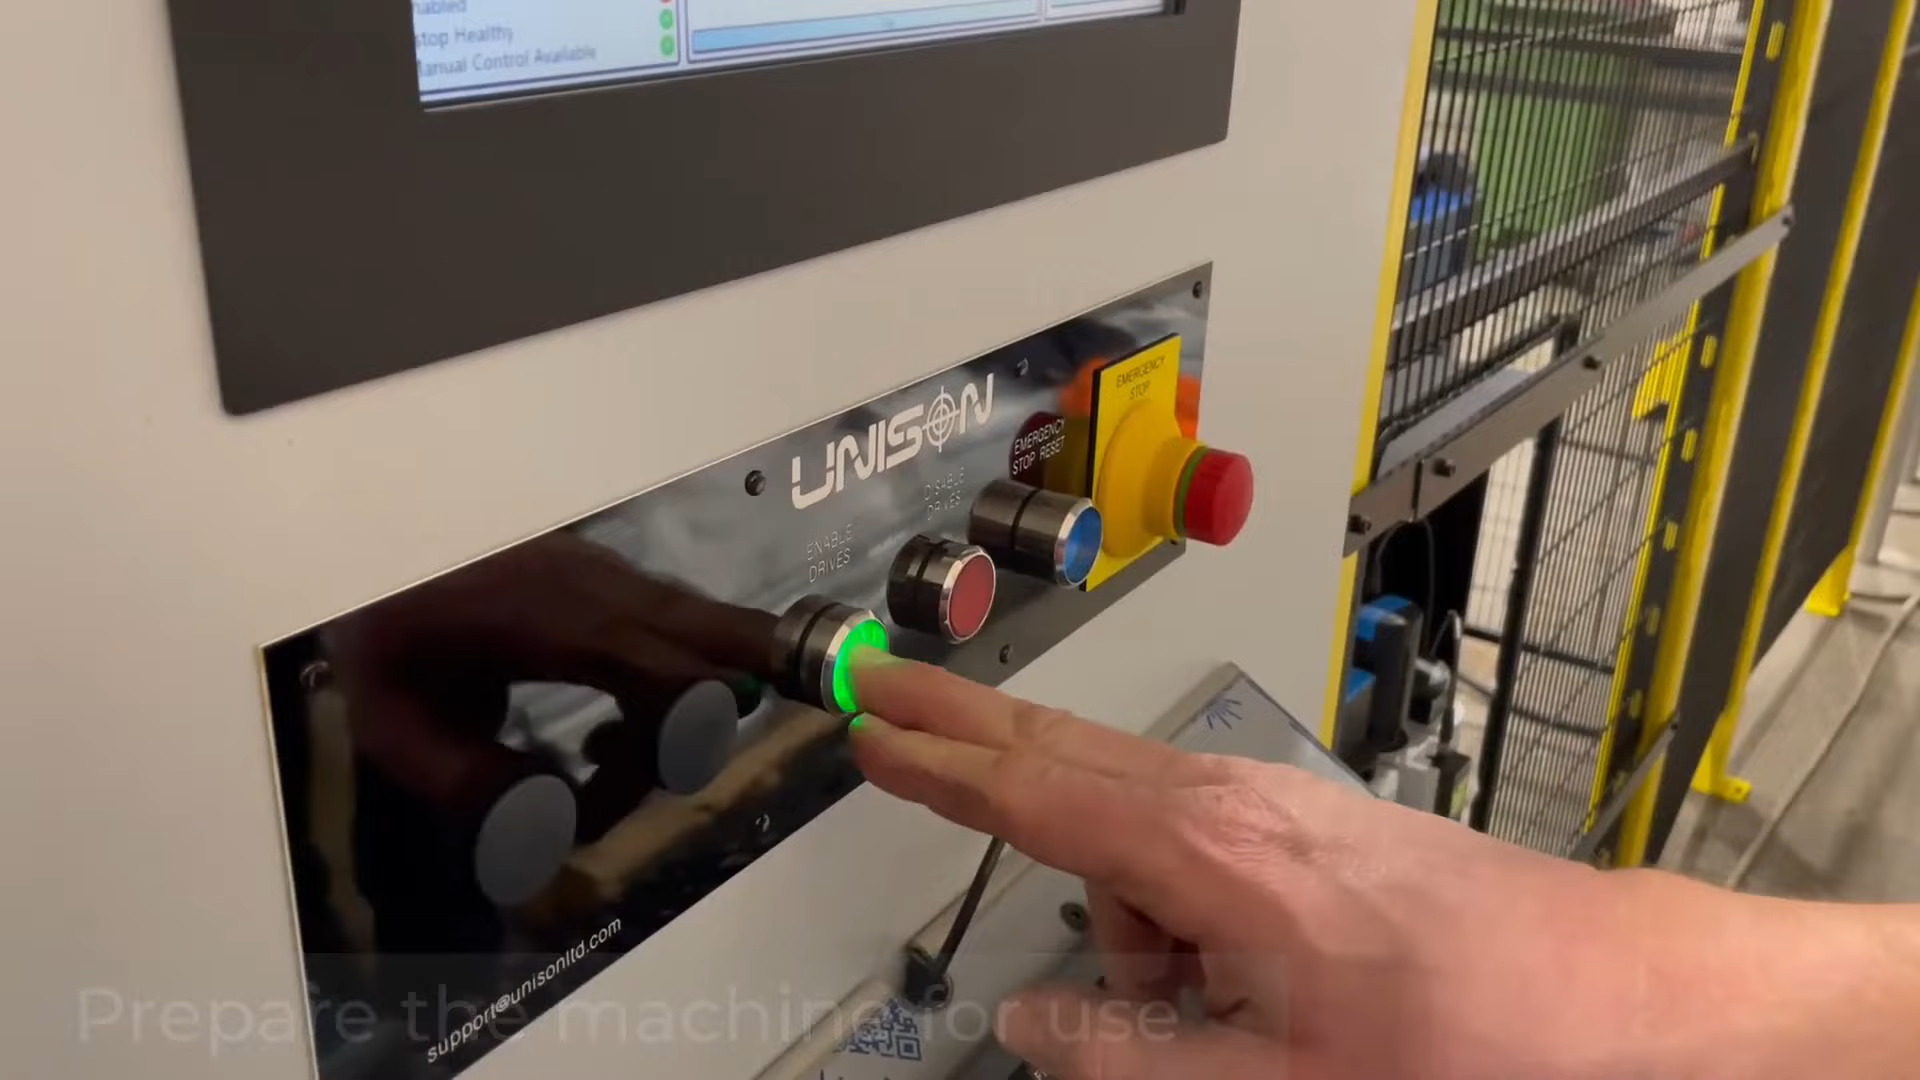 stop Healthy
Manual Control Available
UNISON
EMERGENCY
STOP
EMERGENCY
STOP RESET
DISABLE
DRIVES
ENABLE
DRIVES
support@unisonltd.com
Prepare the machine for use